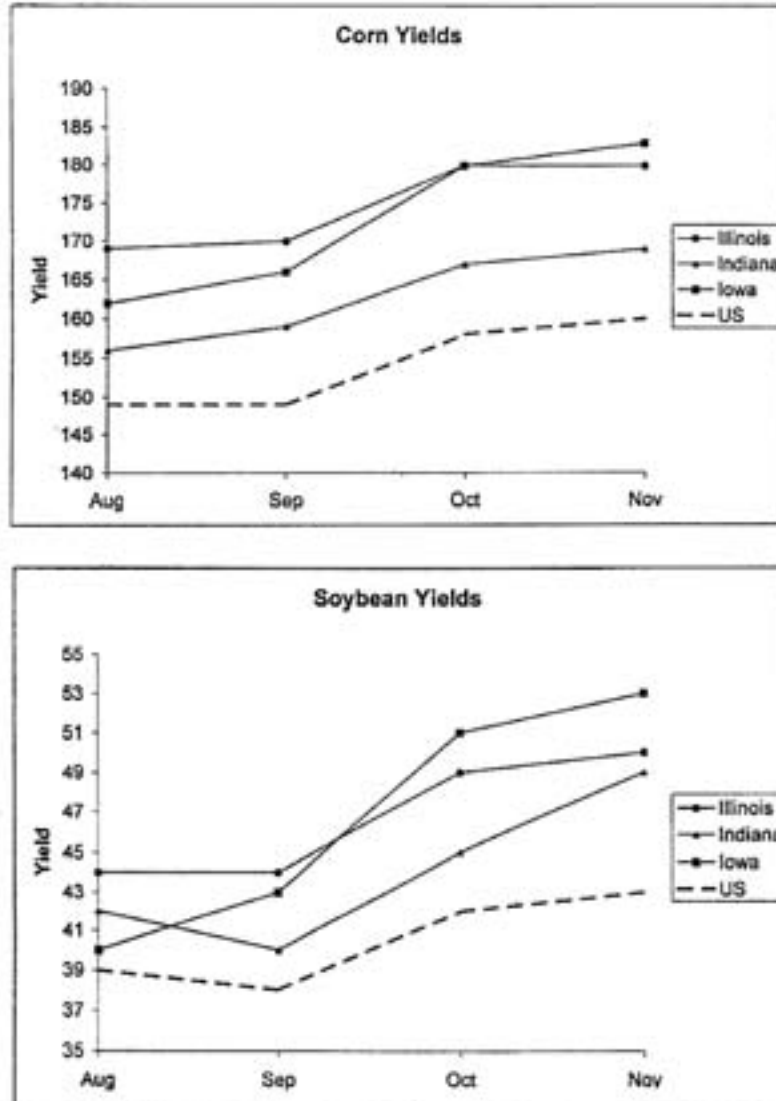 Corn Yields
190
185
180
175
170
165
160
155
150
145
140
Yield
Aug Sep Oct Nov
Illinois
Indiana
Iowa
US
Soybean Yields
55
53
51
49
47
45
43
41
39
37
35
Yield
Aug Sep Oct Nov
Illinois
Indiana
Iowa
US